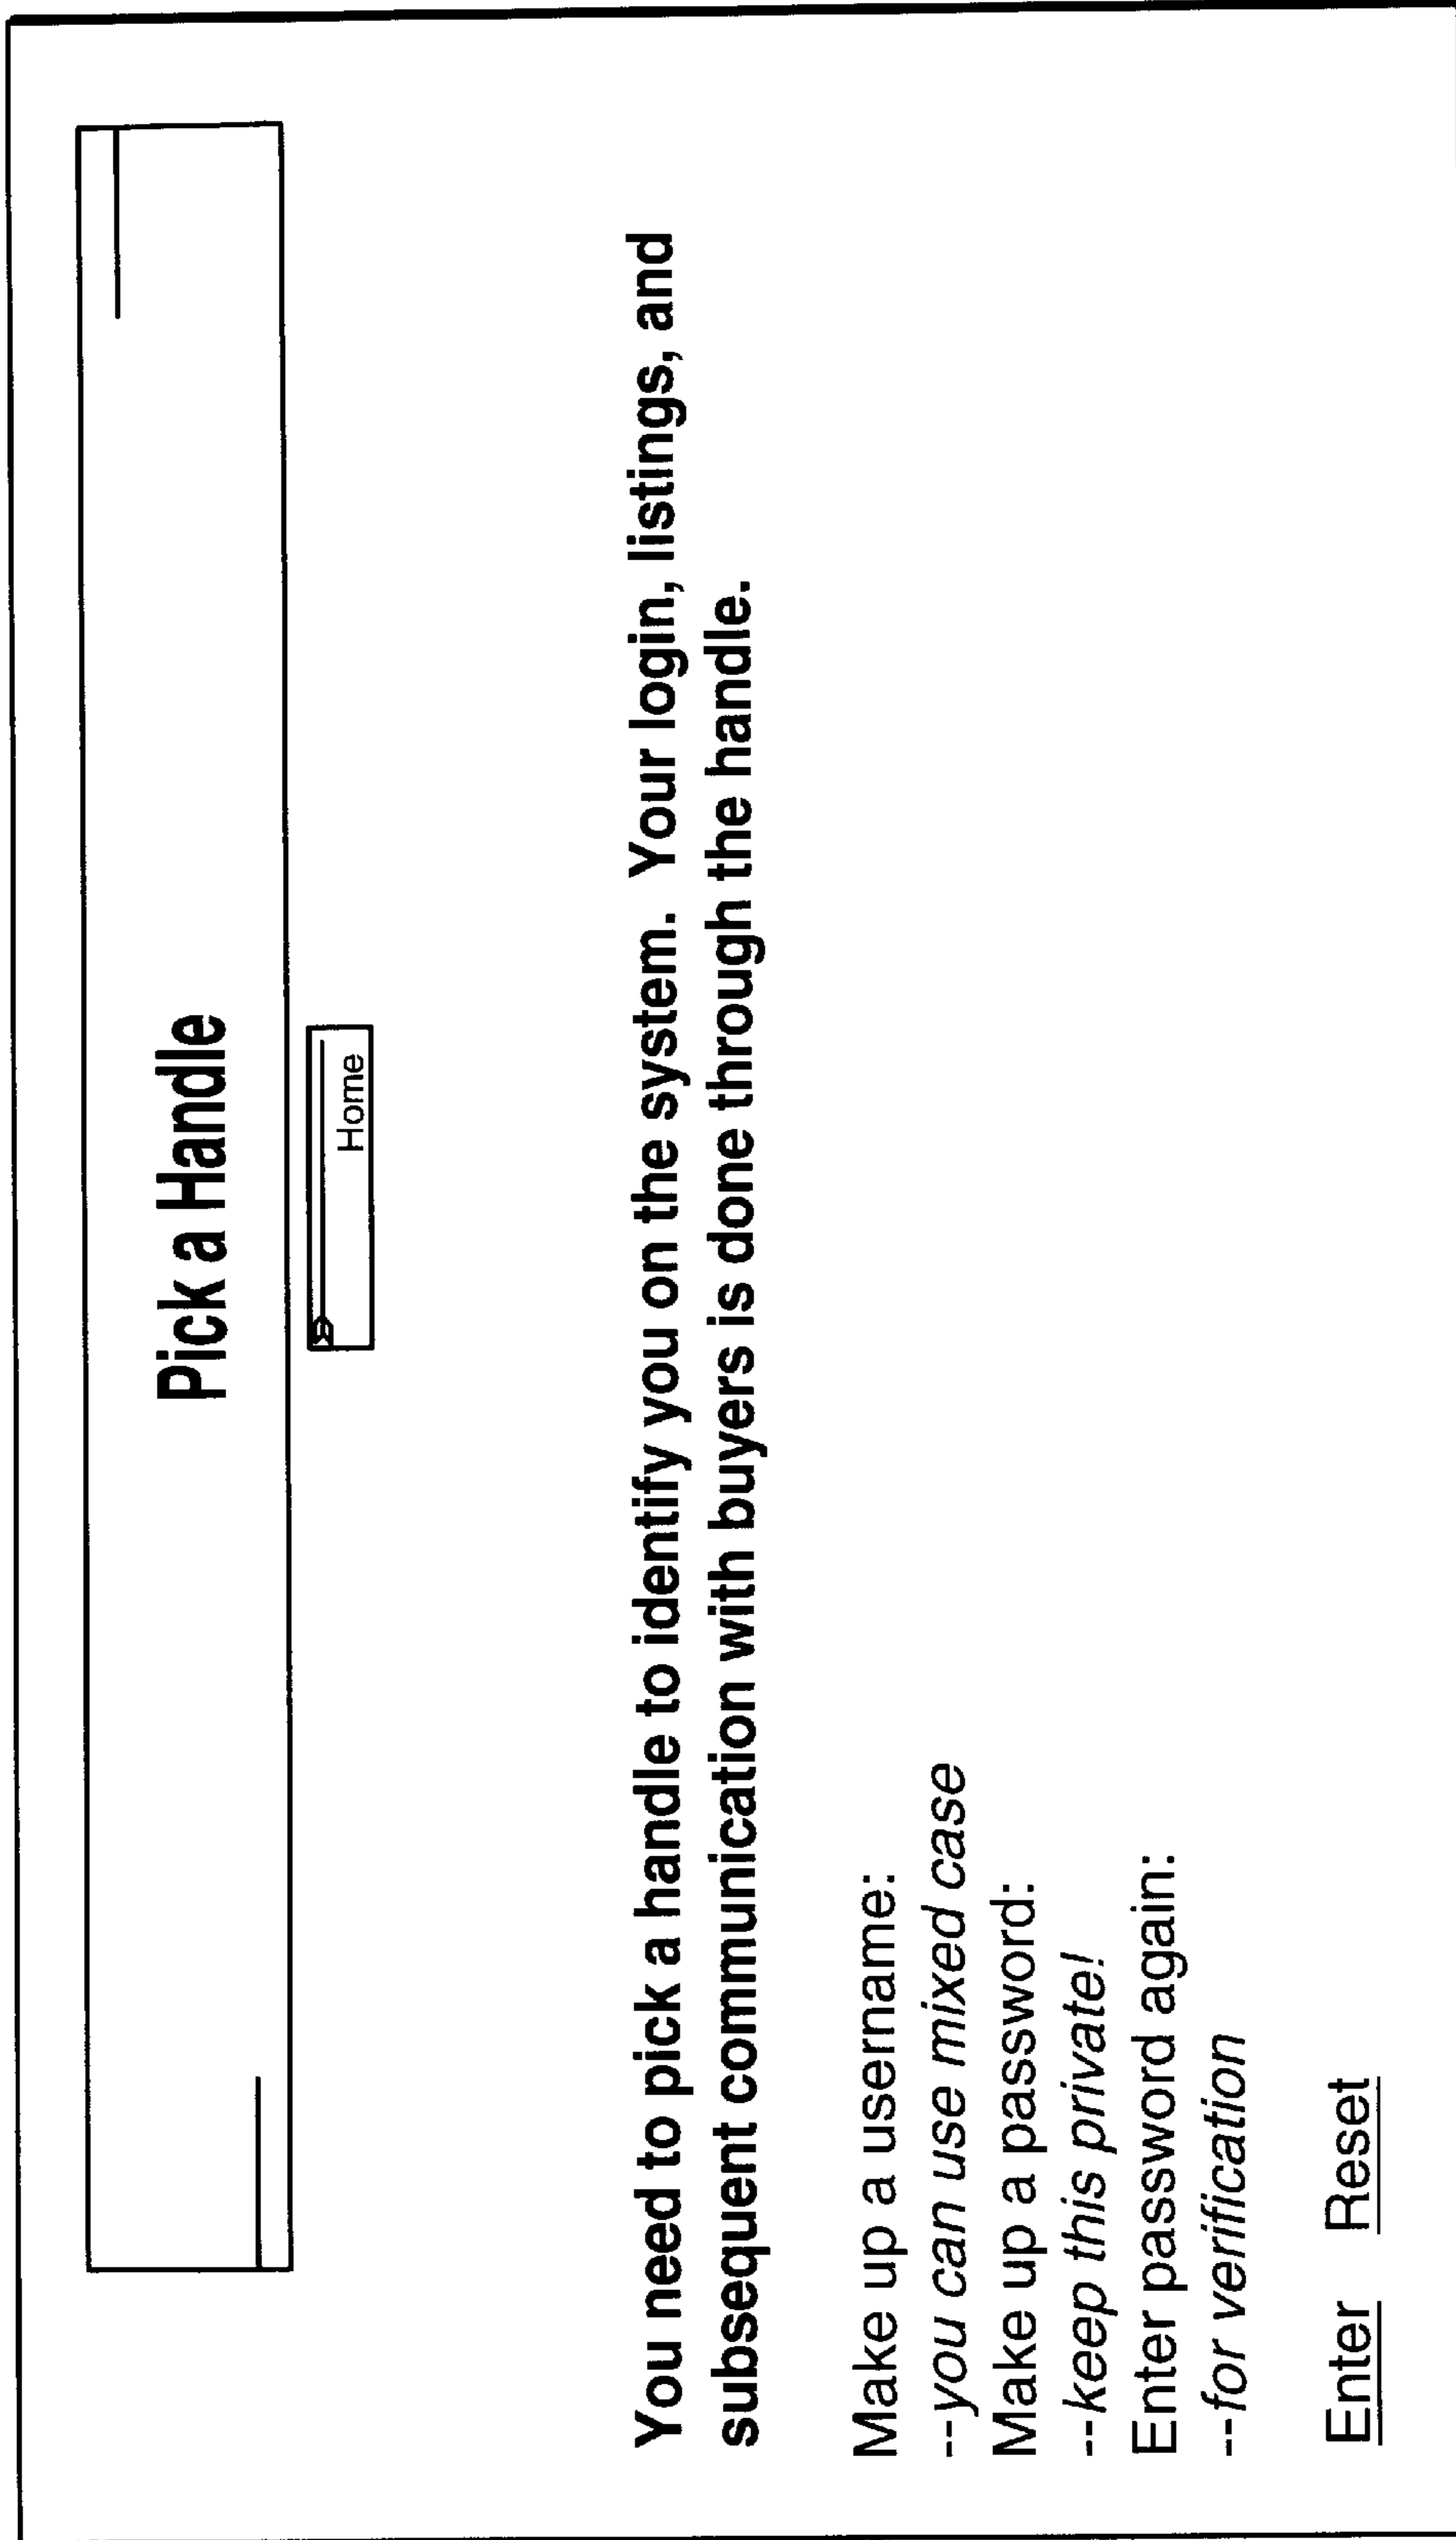 Pick a Handle
Home
You need to pick a handle to identify you on the system.  Your login, listings, and
subsequent communication with buyers is done through the handle.
Make up a username:
--you can use mixed case
Make up a password:
--keep this private!
Enter password again:
--for verification
Enter Reset